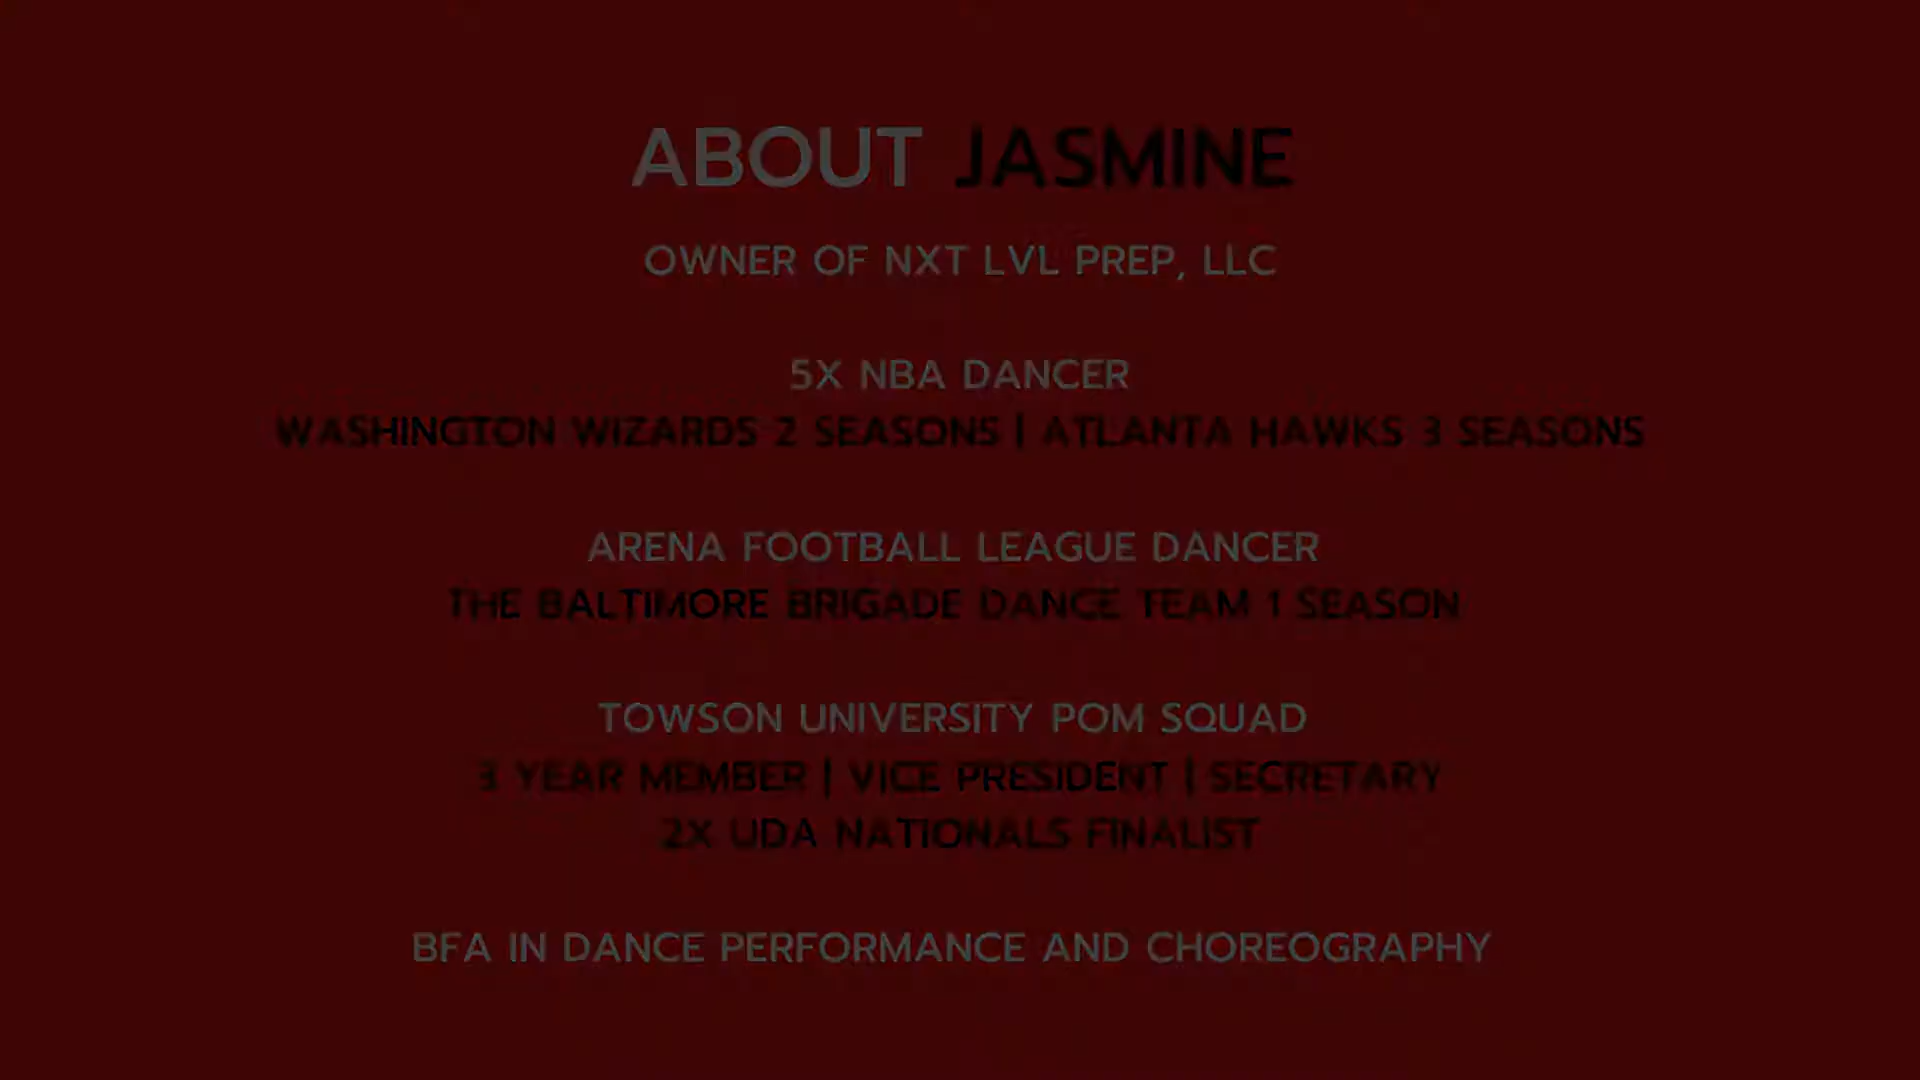 ABOUT JASMINE
OWNER OF NXT LVL PREP, LLC
5X NBA DANCER
WASHINGTON WIZARDS 2 SEASONS | ATLANTA HAWKS 3 SEASONS
ARENA FOOTBALL LEAGUE DANCER
THE BALTIMORE BRIGADE DANCE TEAM 1 SEASON
TOWSON UNIVERSITY POM SQUAD
3 YEAR MEMBER | VICE PRESIDENT | SECRETARY
2X UDA NATIONALS FINALIST
BFA IN DANCE PERFORMANCE AND CHOREOGRAPHY